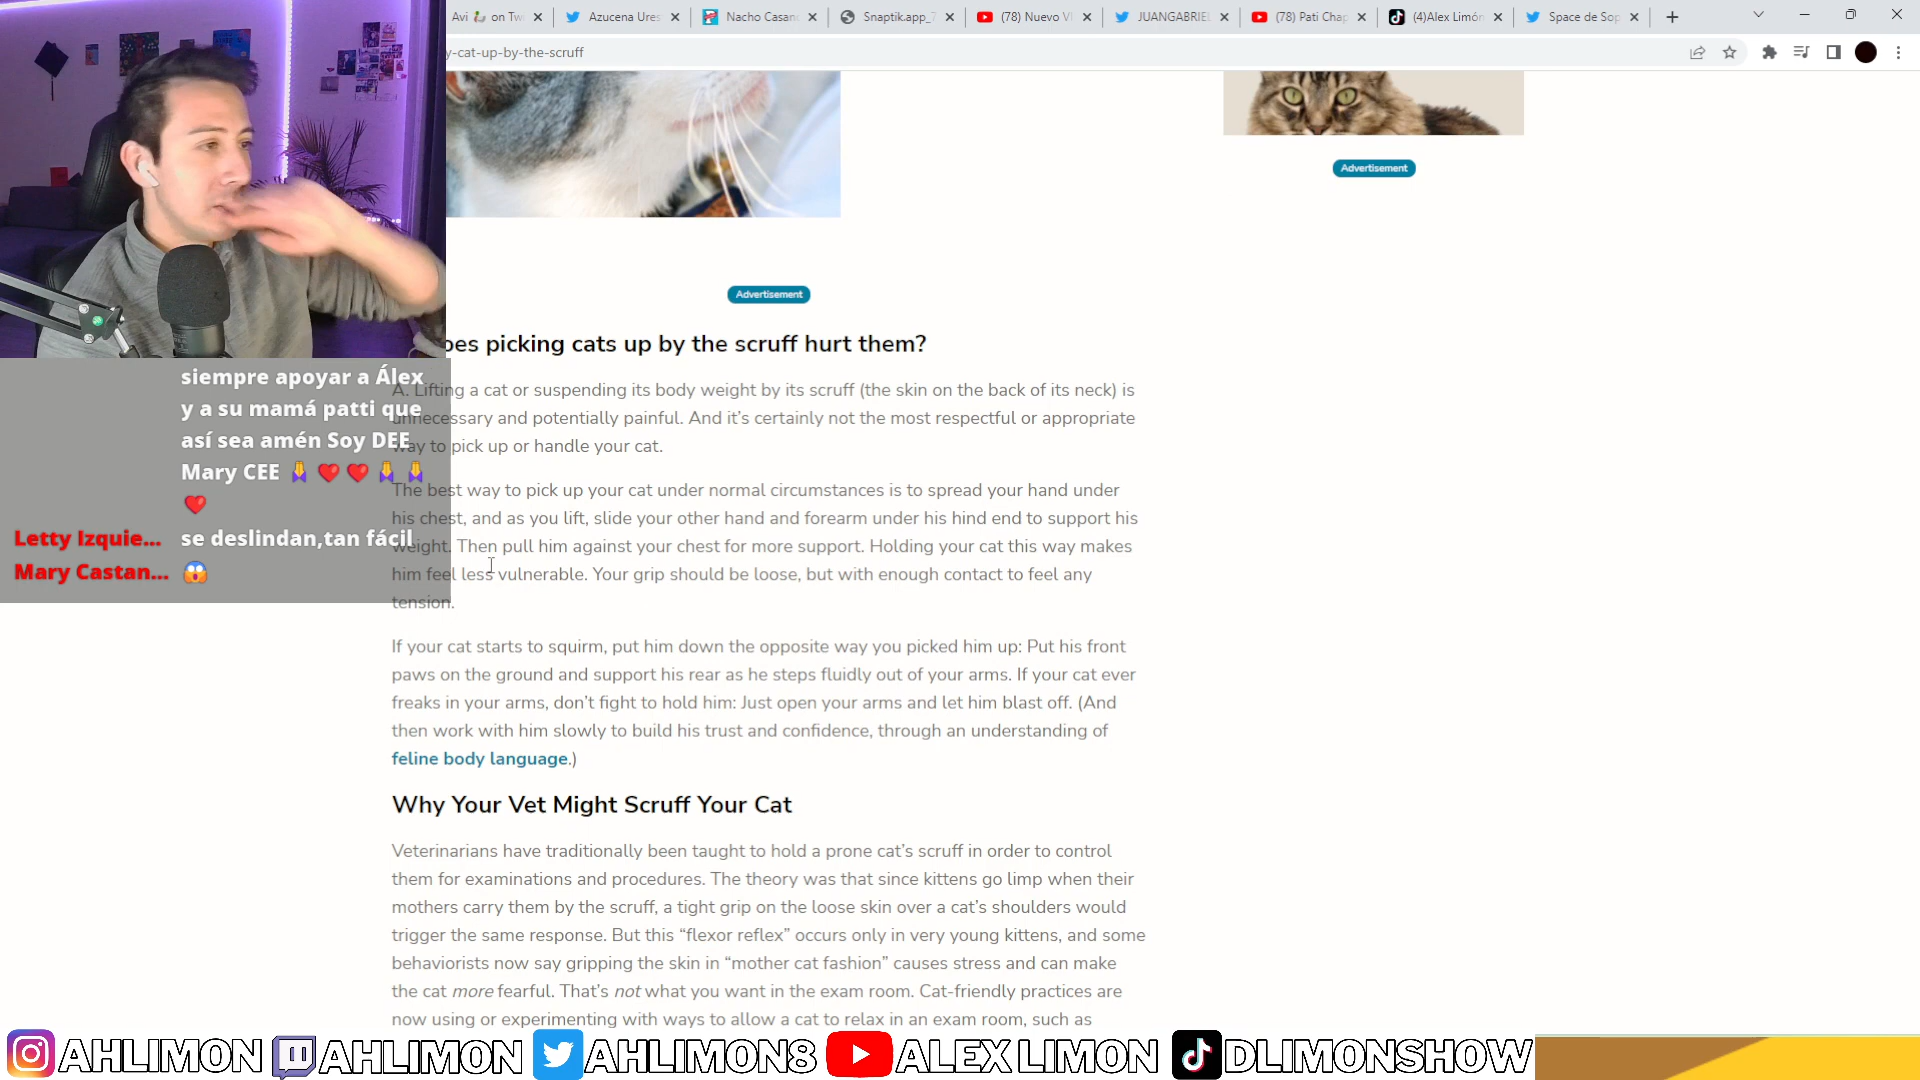 Avi 🦕 on Tw
Azucena Ures
Nacho Casan
Snaptik.app_7
(78) Nuevo VI
JUANGABRIEL
(78) Pati Chap
(4)Alex Limón
Space de Sop
y-cat-up-by-the-scruff
Advertisement
Advertisement
oes picking cats up by the scruff hurt them?
A. Lifting a cat or suspending its body weight by its scruff (the skin on the back of its neck) is
unnecessary and potentially painful. And it's certainly not the most respectful or appropriate
way to pick up or handle your cat.
The best way to pick up your cat under normal circumstances is to spread your hand under
his chest, and as you lift, slide your other hand and forearm under his hind end to support his
weight. Then pull him against your chest for more support. Holding your cat this way makes
him feel less vulnerable. Your grip should be loose, but with enough contact to feel any
tension.
If your cat starts to squirm, put him down the opposite way you picked him up: Put his front
paws on the ground and support his rear as he steps fluidly out of your arms. If your cat ever
freaks in your arms, don't fight to hold him: Just open your arms and let him blast off. (And
then work with him slowly to build his trust and confidence, through an understanding of
feline body language.)
Why Your Vet Might Scruff Your Cat
Veterinarians have traditionally been taught to hold a prone cat's scruff in order to control
them for examinations and procedures. The theory was that since kittens go limp when their
mothers carry them by the scruff, a tight grip on the loose skin over a cat's shoulders would
trigger the same response. But this “flexor reflex” occurs only in very young kittens, and some
behaviorists now say gripping the skin in “mother cat fashion” causes stress and can make
the cat more fearful. That's not what you want in the exam room. Cat-friendly practices are
now using or experimenting with ways to allow a cat to relax in an exam room, such as
siempre apoyar a Álex
y a su mamá patti que
así sea amén Soy DEE
Mary CEE 🙏❤️❤️🙏🙏
❤️
Letty Izquie... se deslindan,tan fácil
Mary Castan... 😱
AHLIMON AHLIMON AHLIMON8 ALEX LIMON DLIMONSHOW